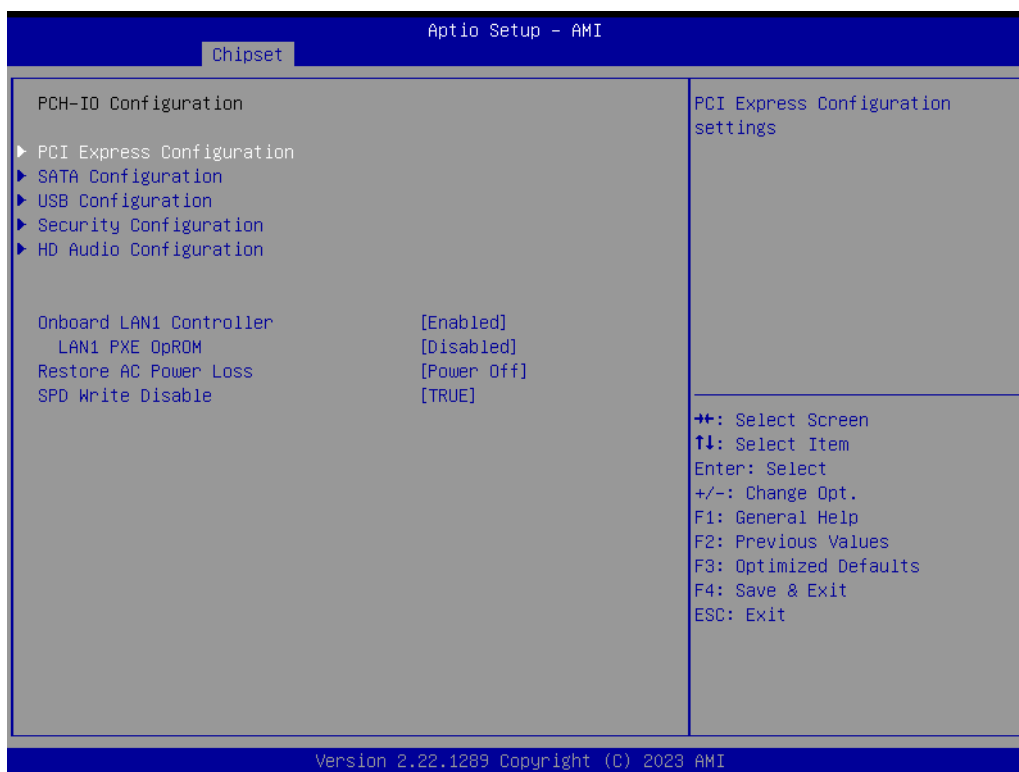 Aptio Setup – AMI
Chipset
PCH-IO Configuration
PCI Express Configuration
SATA Configuration
USB Configuration
Security Configuration
HD Audio Configuration
Onboard LAN1 Controller [Enabled]
LAN1 PXE OpROM [Disabled]
Restore AC Power Loss [Power Off]
SPD Write Disable [TRUE]
PCI Express Configuration
settings
→←: Select Screen
↑↓: Select Item
Enter: Select
+/-: Change Opt.
F1: General Help
F2: Previous Values
F3: Optimized Defaults
F4: Save & Exit
ESC: Exit
Version 2.22.1289 Copyright (C) 2023 AMI